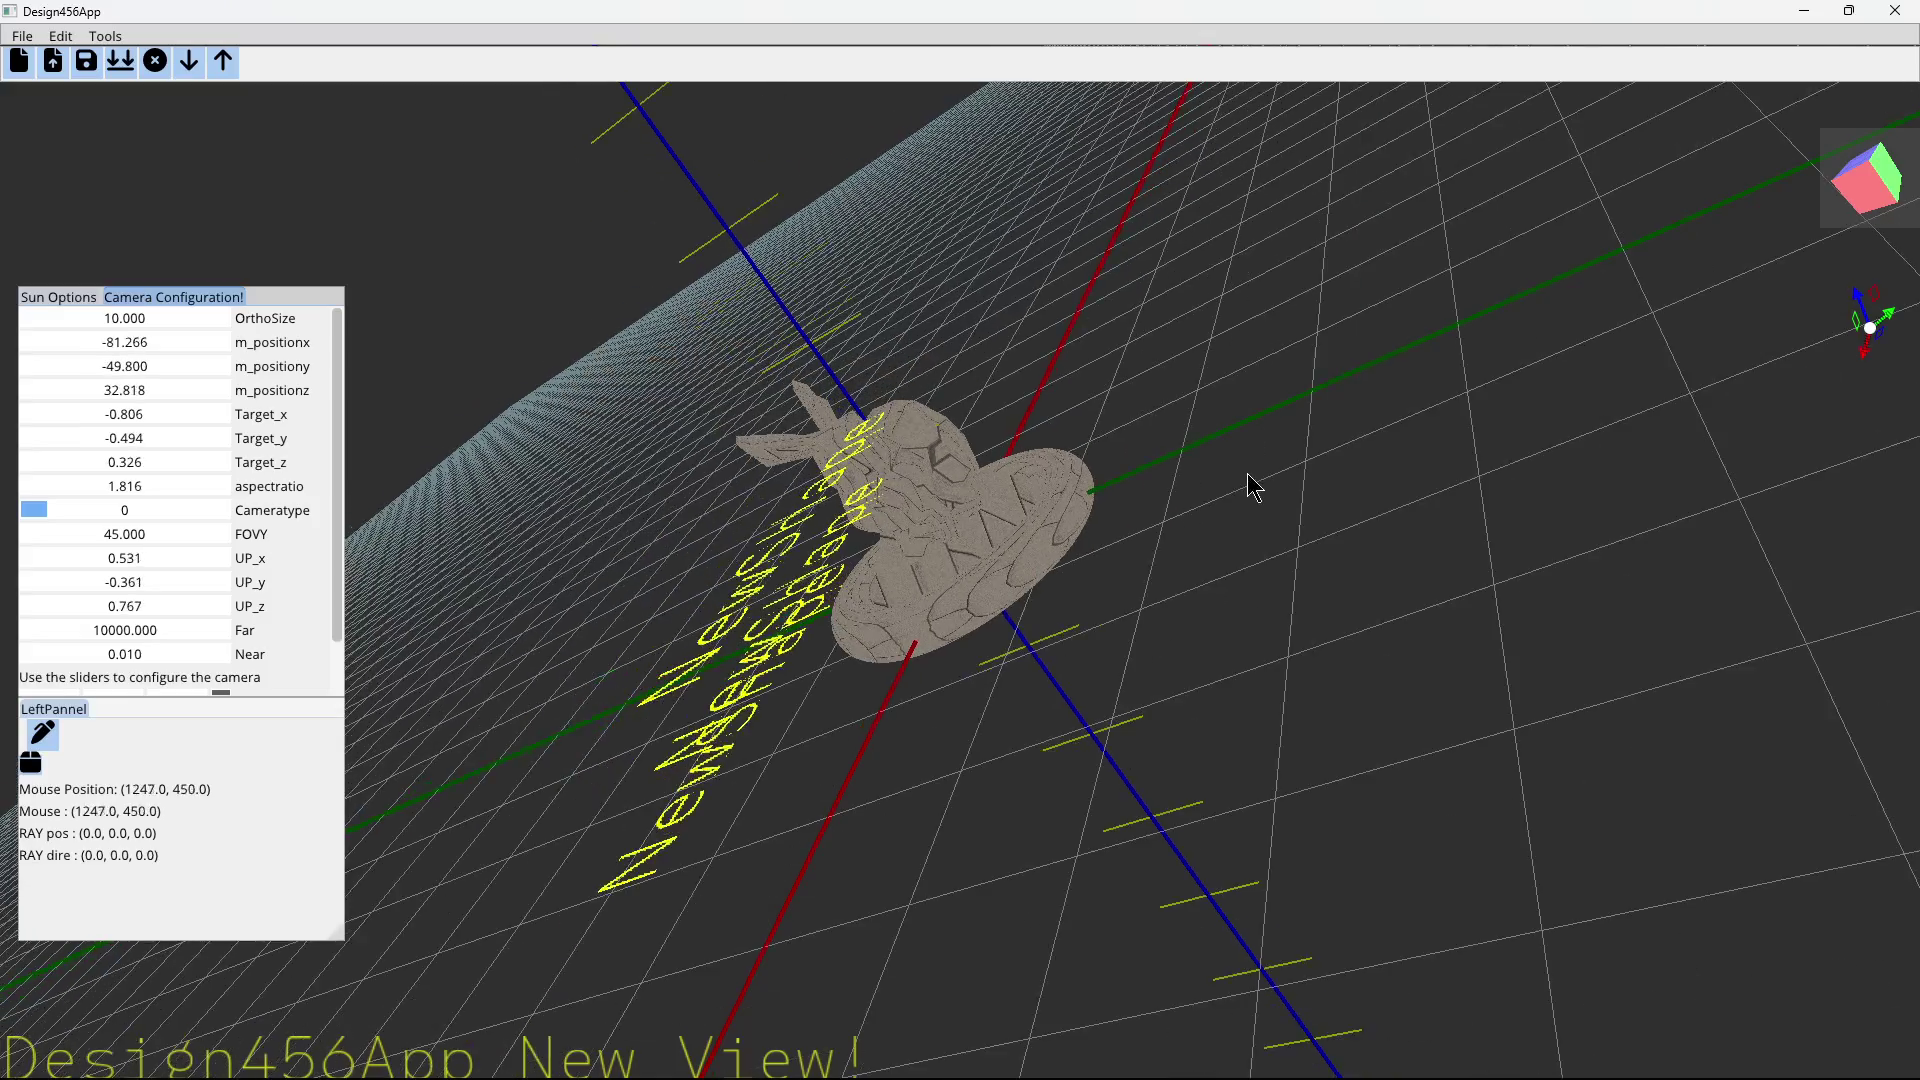 Design456App
File Edit Tools
Sun Options Camera Configuration!
10.000 OrthoSize
-81.266 m_positionx
-49.800 m_positiony
32.818 m_positionz
-0.806 Target_x
-0.494 Target_y
0.326 Target_z
1.816 aspectratio
0 Cameratype
45.000 FOVY
0.531 UP_x
-0.361 UP_y
0.767 UP_z
10000.000 Far
0.010 Near
Use the sliders to configure the camera
LeftPannel
Mouse Position: (1247.0, 450.0)
Mouse : (1247.0, 450.0)
RAY pos : (0.0, 0.0, 0.0)
RAY dire : (0.0, 0.0, 0.0)
Design456App New View!